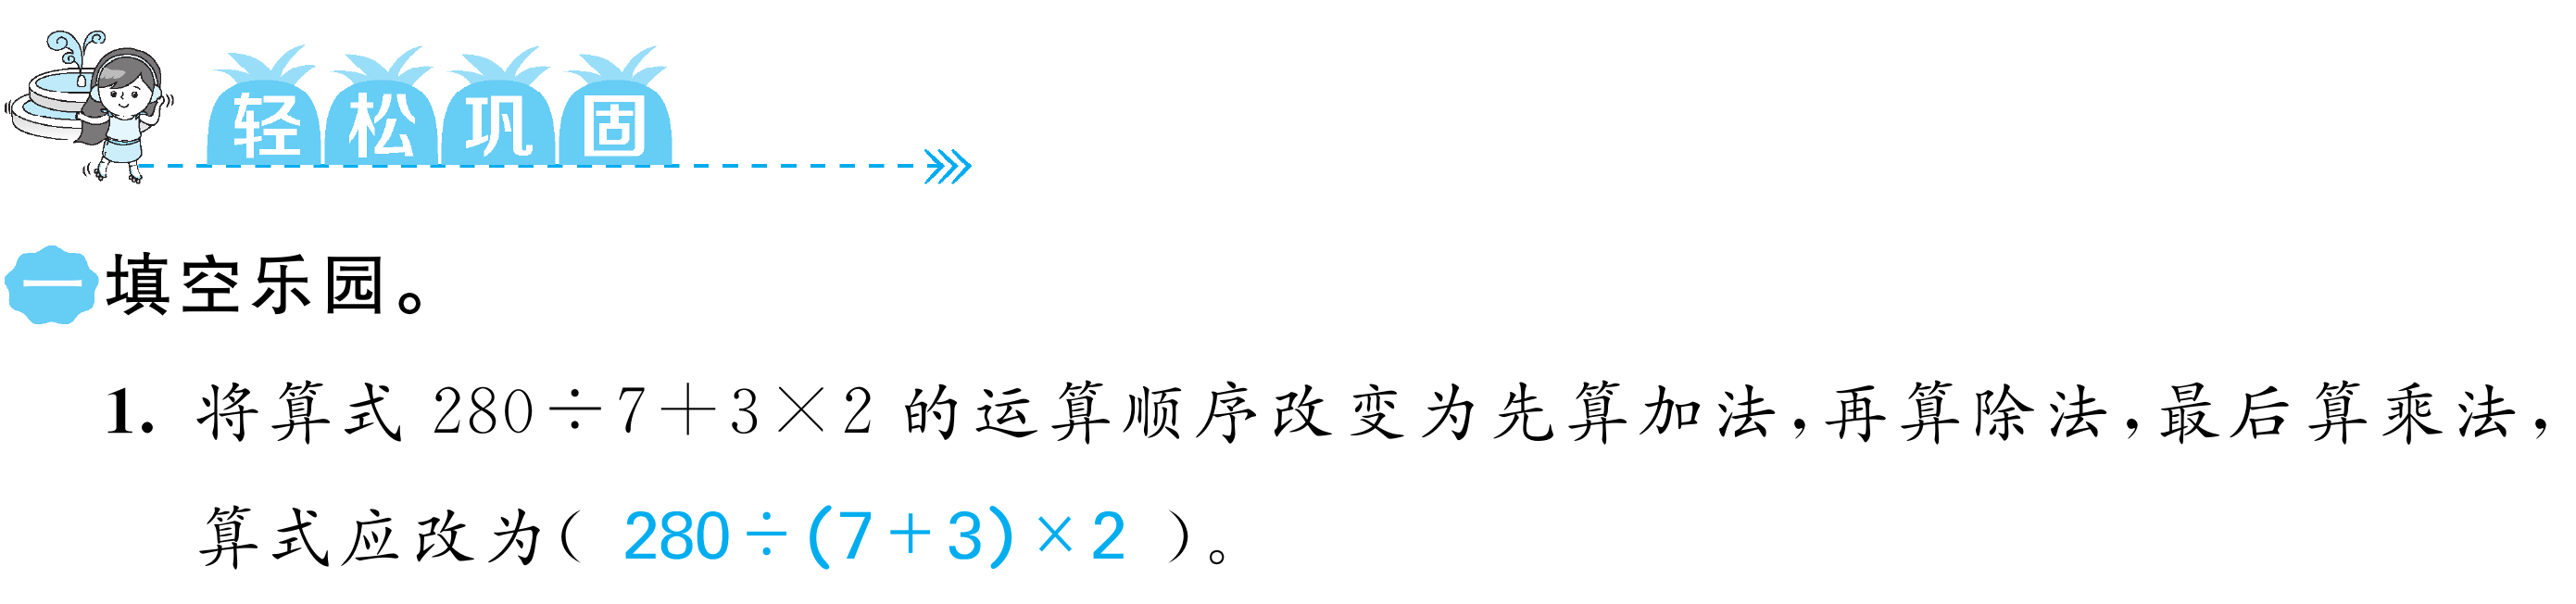 轻松巩固
一 填空乐园。
1. 将算式 280÷7+3×2 的运算顺序改变为先算加法,再算除法,最后算乘法,
算式应改为( 280÷(7+3)×2 )。